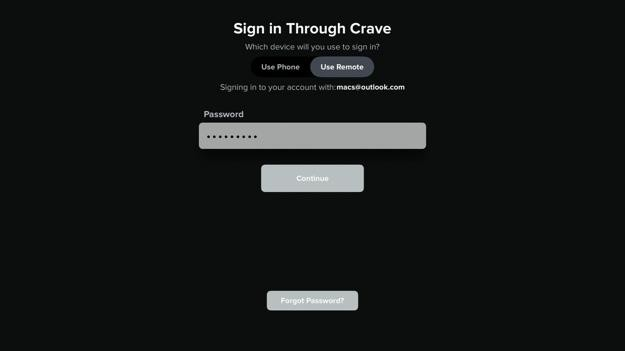 Sign in Through Crave
Which device will you use to sign in?
Use Phone Use Remote
Signing in to your account with: macs@outlook.com
Password
•••••••••
Continue
Forgot Password?